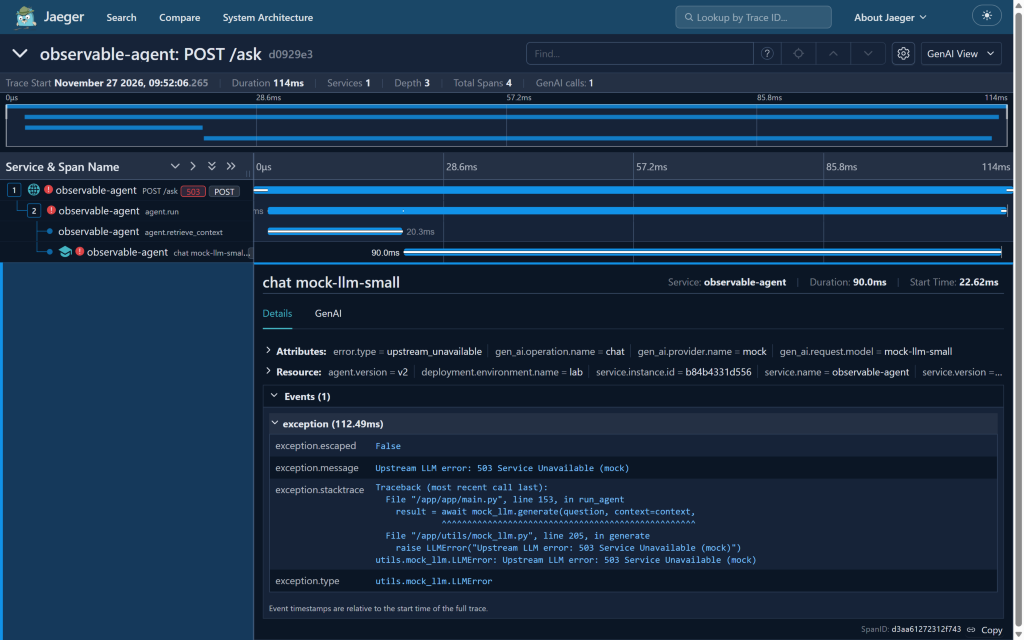 Jaeger Search Compare System Architecture Lookup by Trace ID... About Jaeger
observable-agent: POST /ask d0929e3 Find... ? GenAI View
Trace Start November 27 2026, 09:52:06.265 Duration 114ms Services 1 Depth 3 Total Spans 4 GenAI calls: 1
0μs 28.6ms 57.2ms 85.8ms 114ms
Service & Span Name 0μs 28.6ms 57.2ms 85.8ms 114ms
1 observable-agent POST /ask 503 POST
2 observable-agent agent.run ms
observable-agent agent.retrieve_context 20.3ms
observable-agent chat mock-llm-smal... 90.0ms
chat mock-llm-small Service: observable-agent Duration: 90.0ms Start Time: 22.62ms
Details GenAI
Attributes: error.type = upstream_unavailable gen_ai.operation.name = chat gen_ai.provider.name = mock gen_ai.request.model = mock-llm-small
Resource: agent.version = v2 deployment.environment.name = lab service.instance.id = b84b4331d556 service.name = observable-agent service.version =...
Events (1)
exception (112.49ms)
exception.escaped False
exception.message Upstream LLM error: 503 Service Unavailable (mock)
exception.stacktrace Traceback (most recent call last):
File "/app/app/main.py", line 153, in run_agent
result = await mock_llm.generate(question, context=context,
^^^^^^^^^^^^^^^^^^^^^^^^^^^^^^^^^^^^^^^^^^^^^^^^^^
File "/app/utils/mock_llm.py", line 205, in generate
raise LLMError("Upstream LLM error: 503 Service Unavailable (mock)")
utils.mock_llm.LLMError: Upstream LLM error: 503 Service Unavailable (mock)
exception.type utils.mock_llm.LLMError
Event timestamps are relative to the start time of the full trace.
SpanID: d3aa61272312f743 Copy